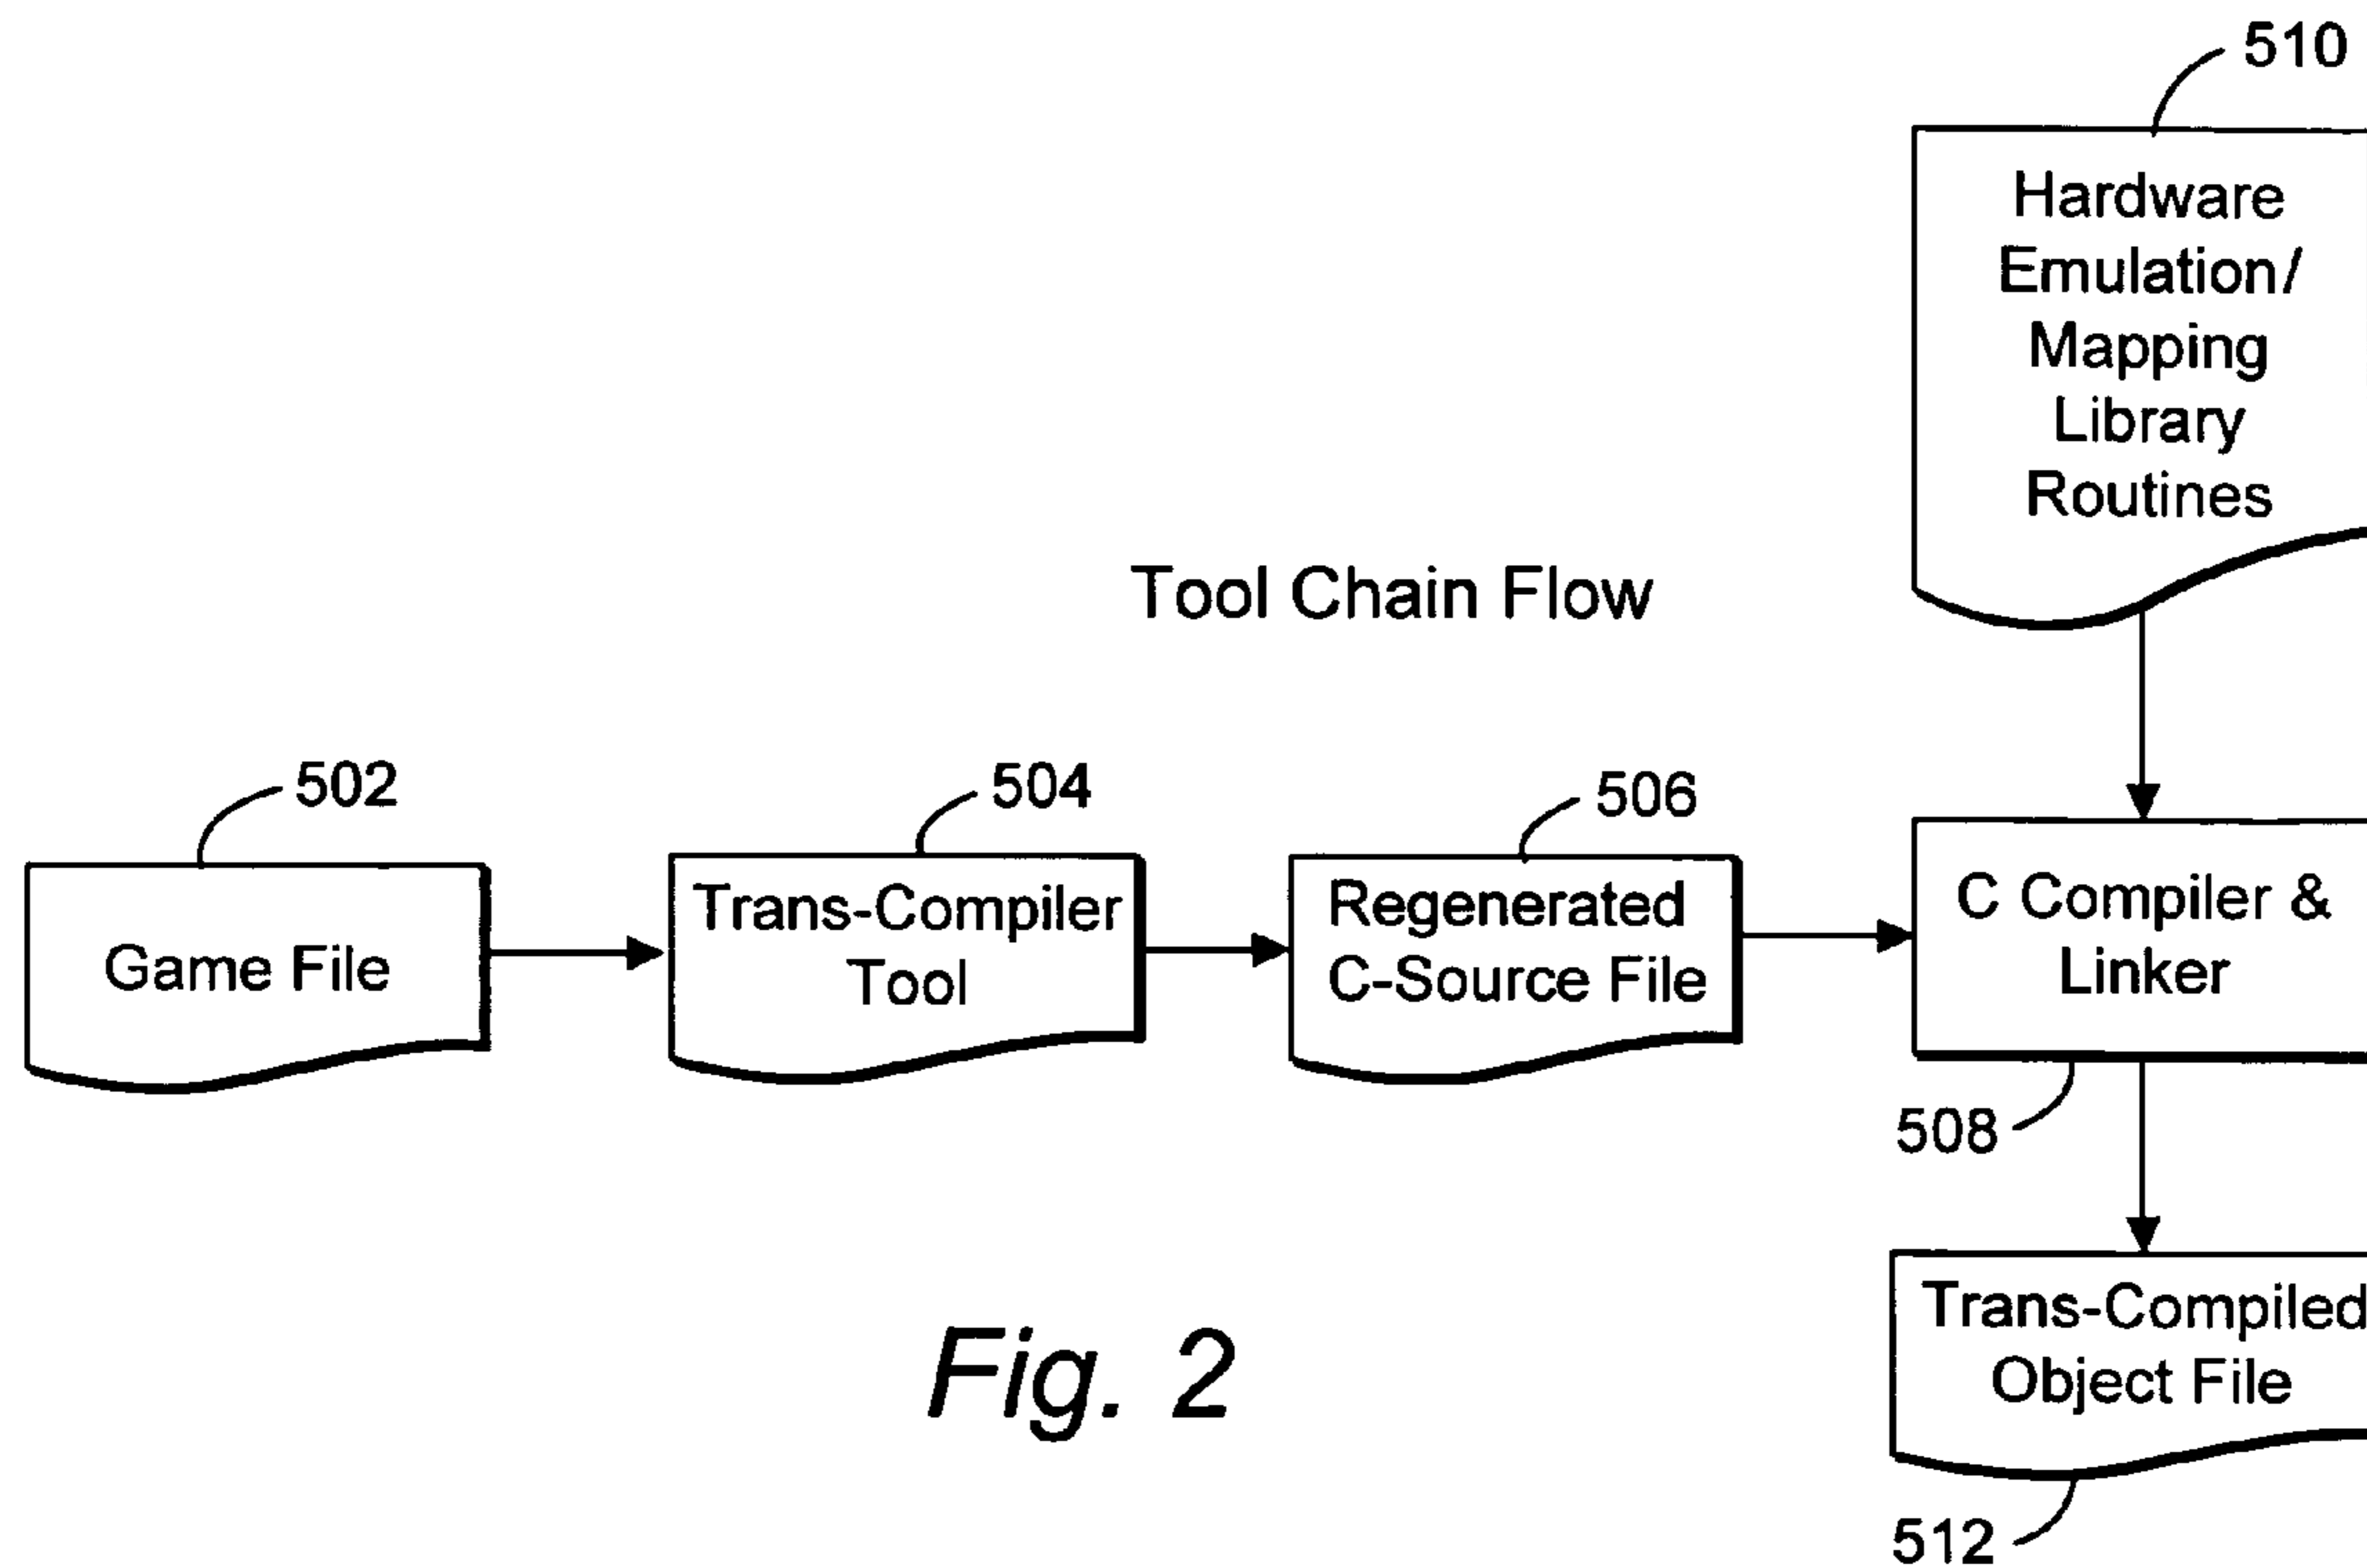 510
Hardware
Emulation/
Mapping
Library
Routines
Tool Chain Flow
502
504
506
Game File
Trans-Compiler
Tool
Regenerated
C-Source File
C Compiler &
Linker
508
Trans-Compiled
Object File
512
Fig. 2